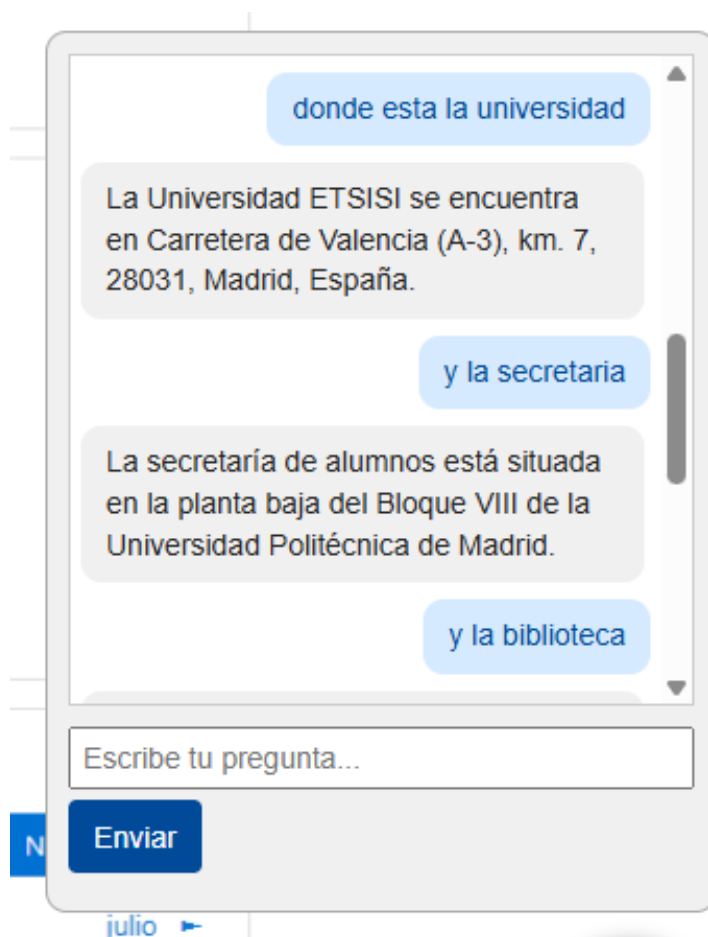 donde esta la universidad
La Universidad ETSISI se encuentra
en Carretera de Valencia (A-3), km. 7,
28031, Madrid, España.
y la secretaria
La secretaría de alumnos está situada
en la planta baja del Bloque VIII de la
Universidad Politécnica de Madrid.
y la biblioteca
Escribe tu pregunta...
Enviar
N
julio